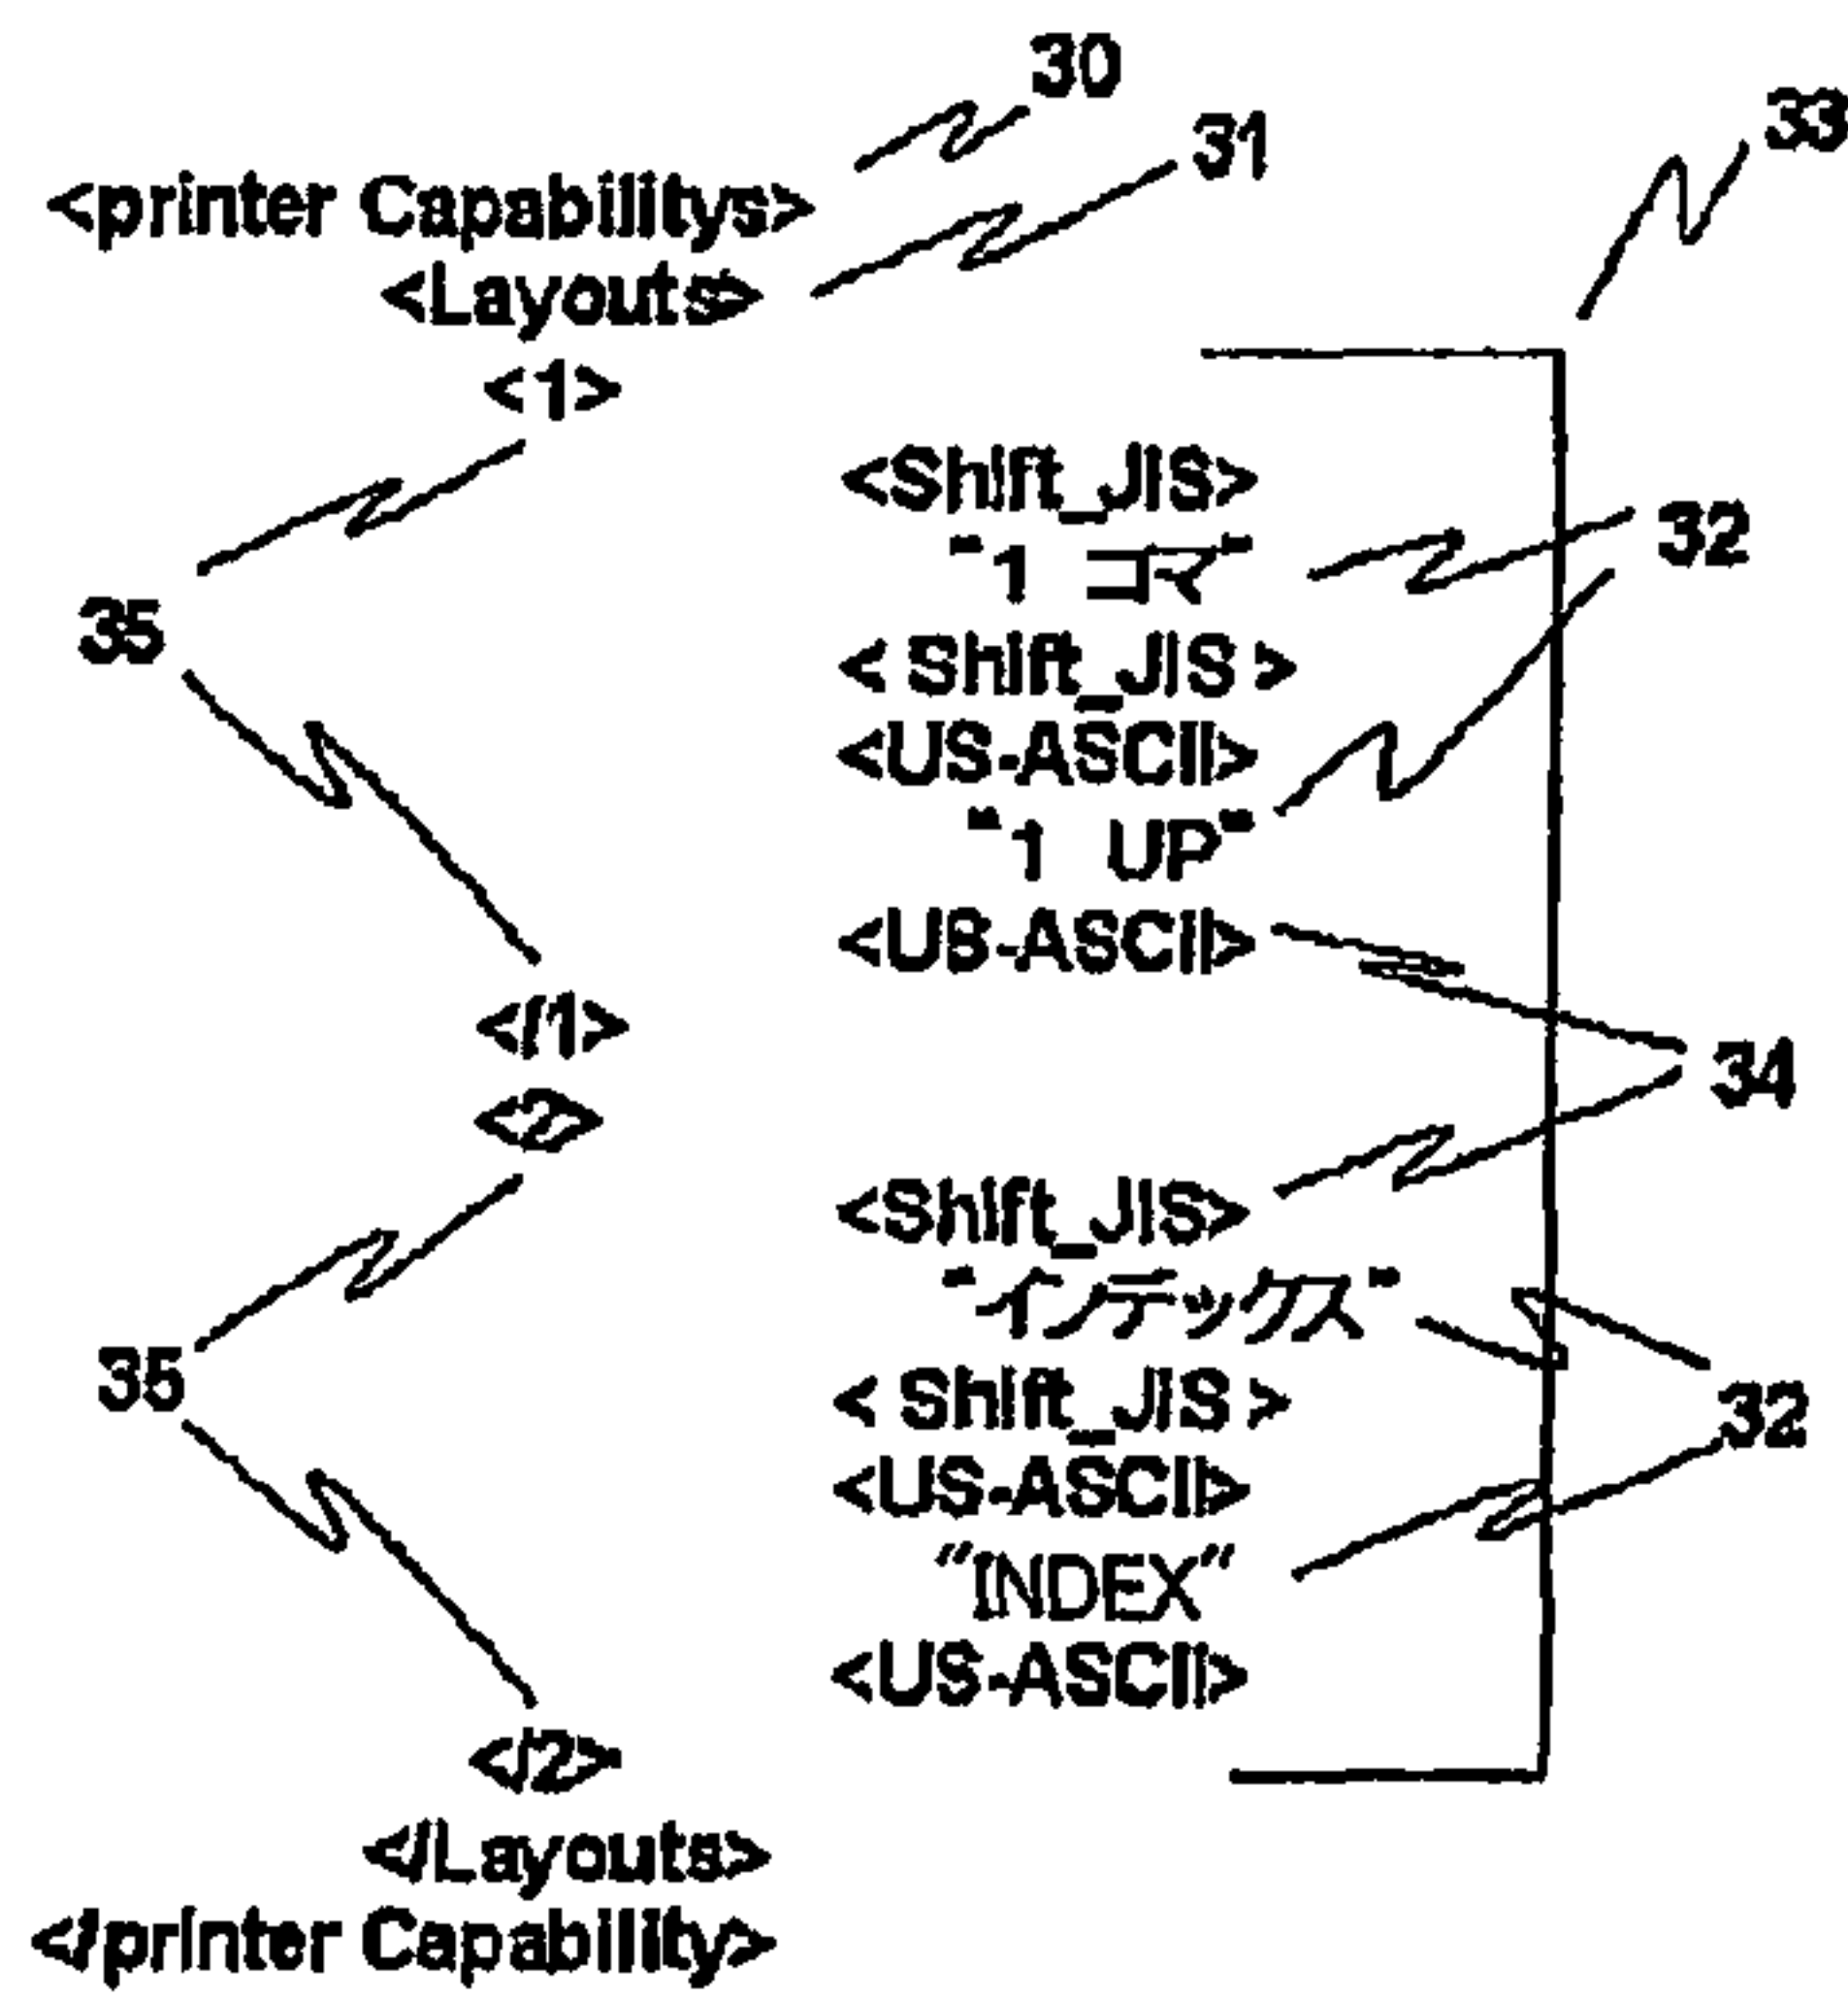 30
31
33
<printer Capabilitys>
<Layouts>
<1>
<Shift_JIS>
"1 コマ"
32
35
< Shift_JIS >
<US-ASCII>
"1 UP"
<US-ASCII>
</1>
34
<2>
<Shift_JIS>
"インデックス"
35
< Shift_JIS >
32
<US-ASCII>
"INDEX"
<US-ASCII>
</2>
</Layouts>
</printer Capability>